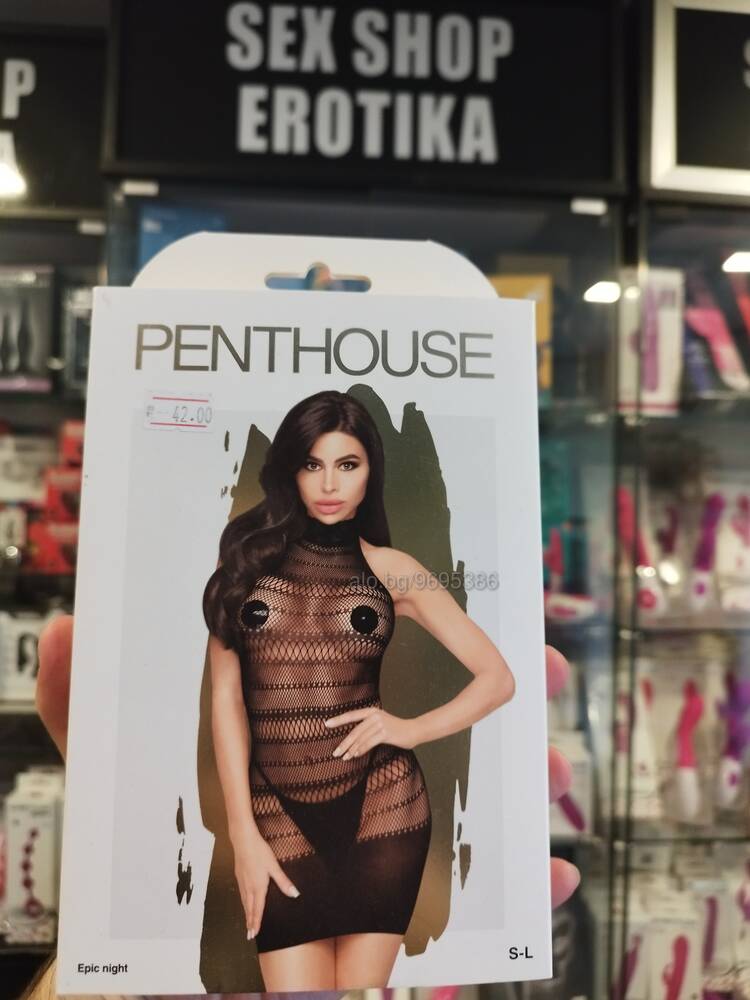 SEX SHOP
EROTIKA
P
A
PENTHOUSE
42.00
alo.bg/9695386
Epic night
S-L